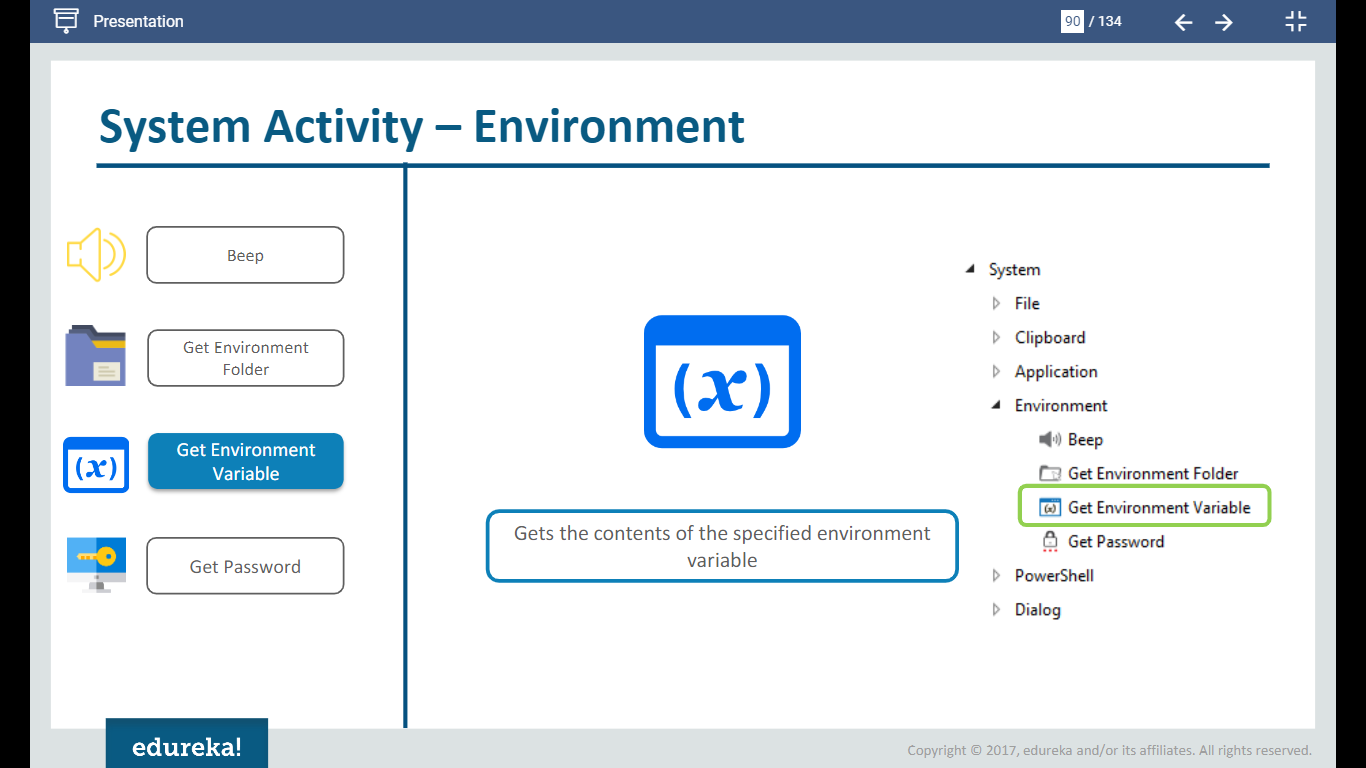 Presentation
90 / 134
System Activity – Environment
Beep
Get Environment
Folder
(x)
Get Environment
Variable
Get Password
(x)
Gets the contents of the specified environment
variable
System
File
Clipboard
Application
Environment
Beep
Get Environment Folder
(x)
Get Environment Variable
Get Password
PowerShell
Dialog
edureka!
Copyright © 2017, edureka and/or its affiliates. All rights reserved.